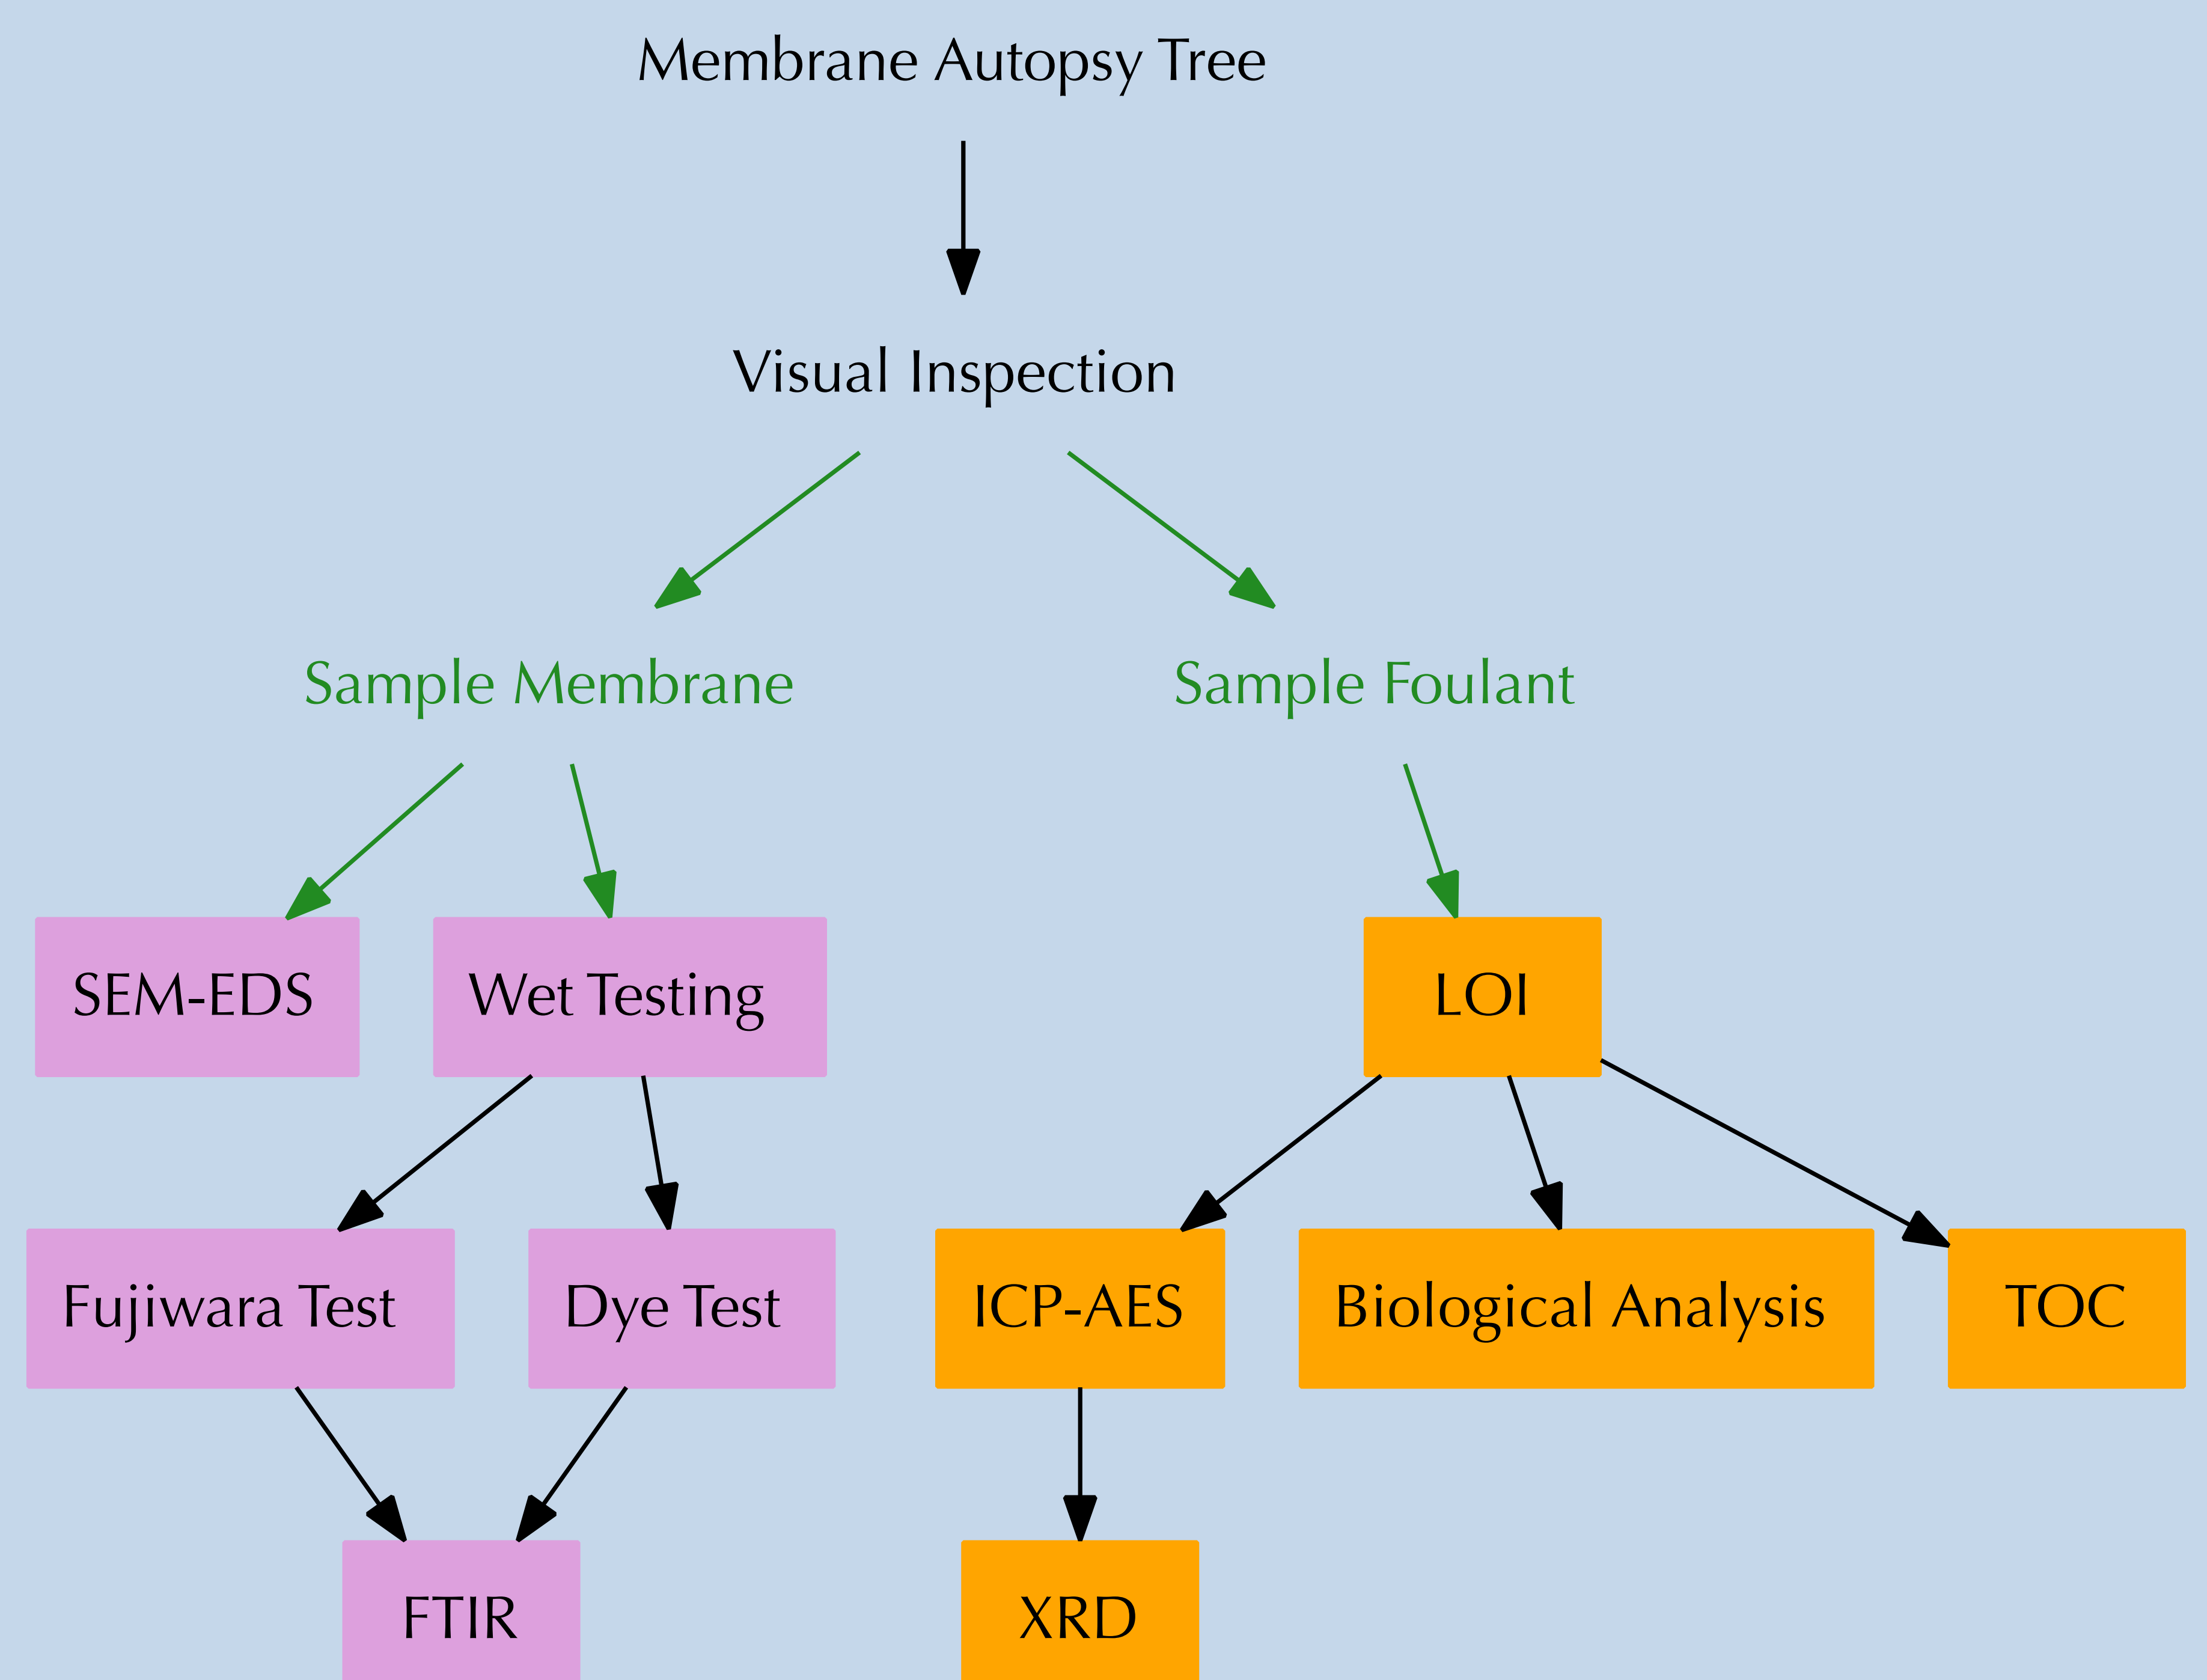 Membrane Autopsy Tree
Visual Inspection
Sample Membrane
Sample Foulant
SEM-EDS
Wet Testing
LOI
Fujiwara Test
Dye Test
ICP-AES
Biological Analysis
TOC
FTIR
XRD